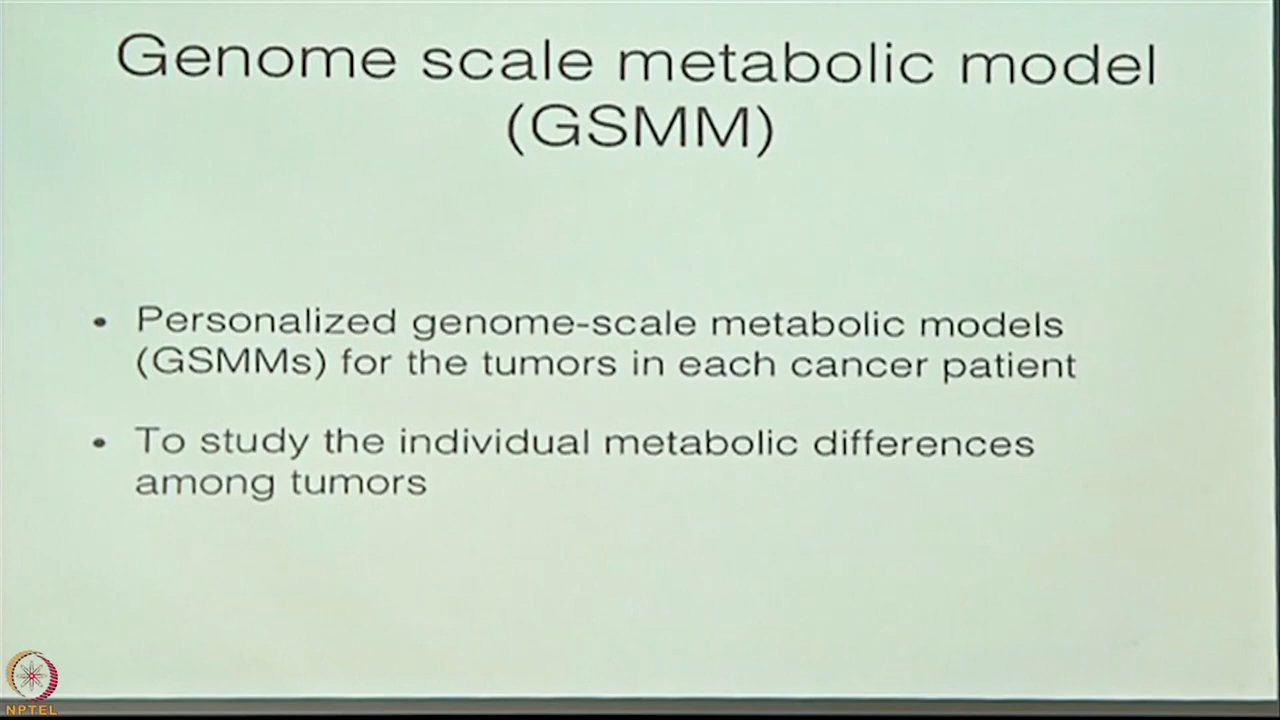 Genome scale metabolic model
(GSMM)
• Personalized genome-scale metabolic models
(GSMMs) for the tumors in each cancer patient
• To study the individual metabolic differences
among tumors
NPTEL